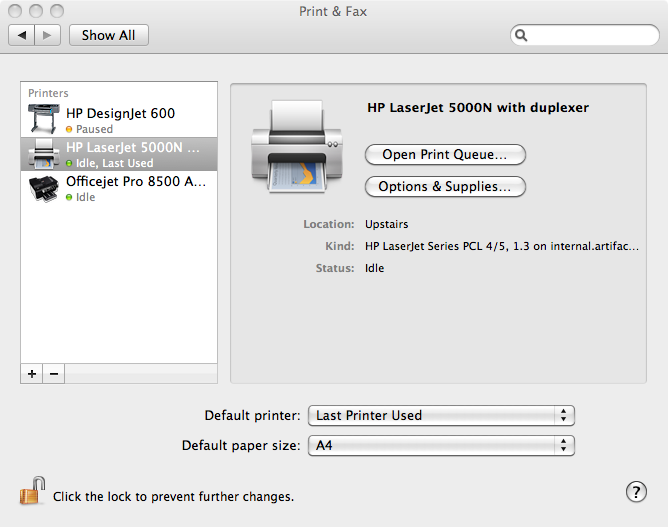 Print & Fax
Show All
Printers
HP DesignJet 600
Paused
HP LaserJet 5000N ...
Idle, Last Used
Officejet Pro 8500 A...
Idle
+ −
HP LaserJet 5000N with duplexer
Open Print Queue...
Options & Supplies...
Location: Upstairs
Kind: HP LaserJet Series PCL 4/5, 1.3 on internal.artifac...
Status: Idle
Default printer: Last Printer Used
Default paper size: A4
Click the lock to prevent further changes.
?